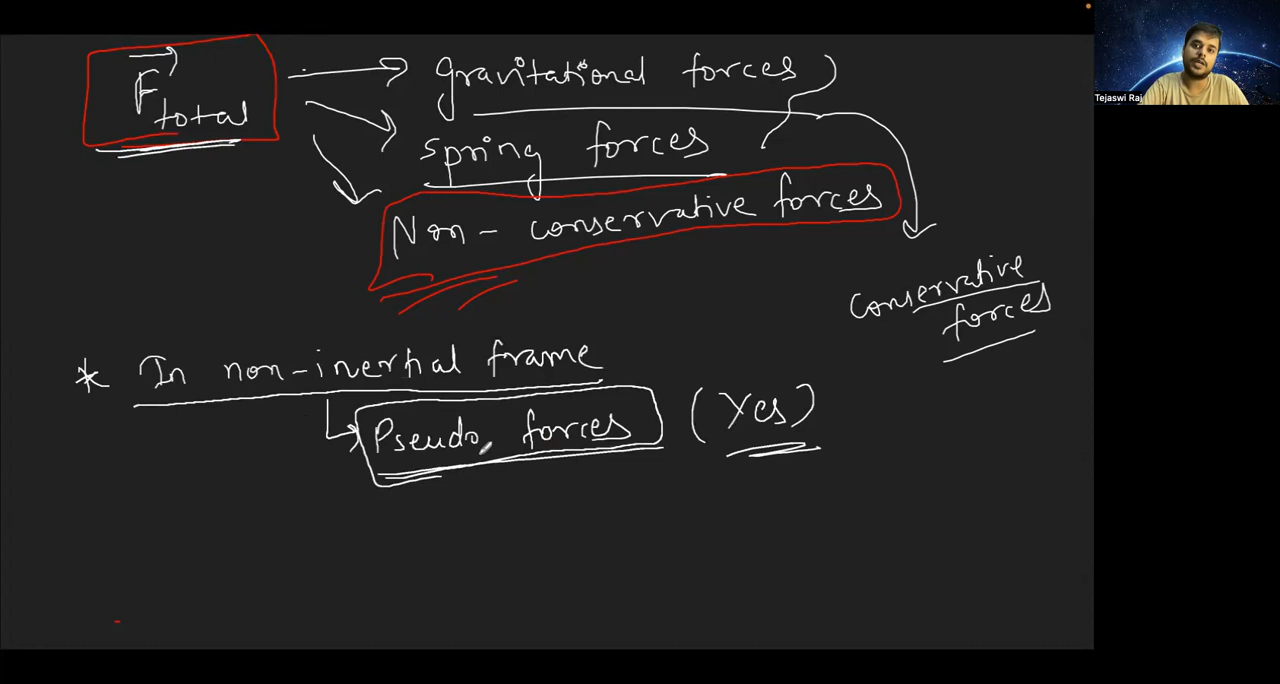 F total → gravitational forces
Tejaswi Raj
spring forces
Non-conservative forces
conservative
forces
* In non-inertial frame
Pseudo forces (Yes)